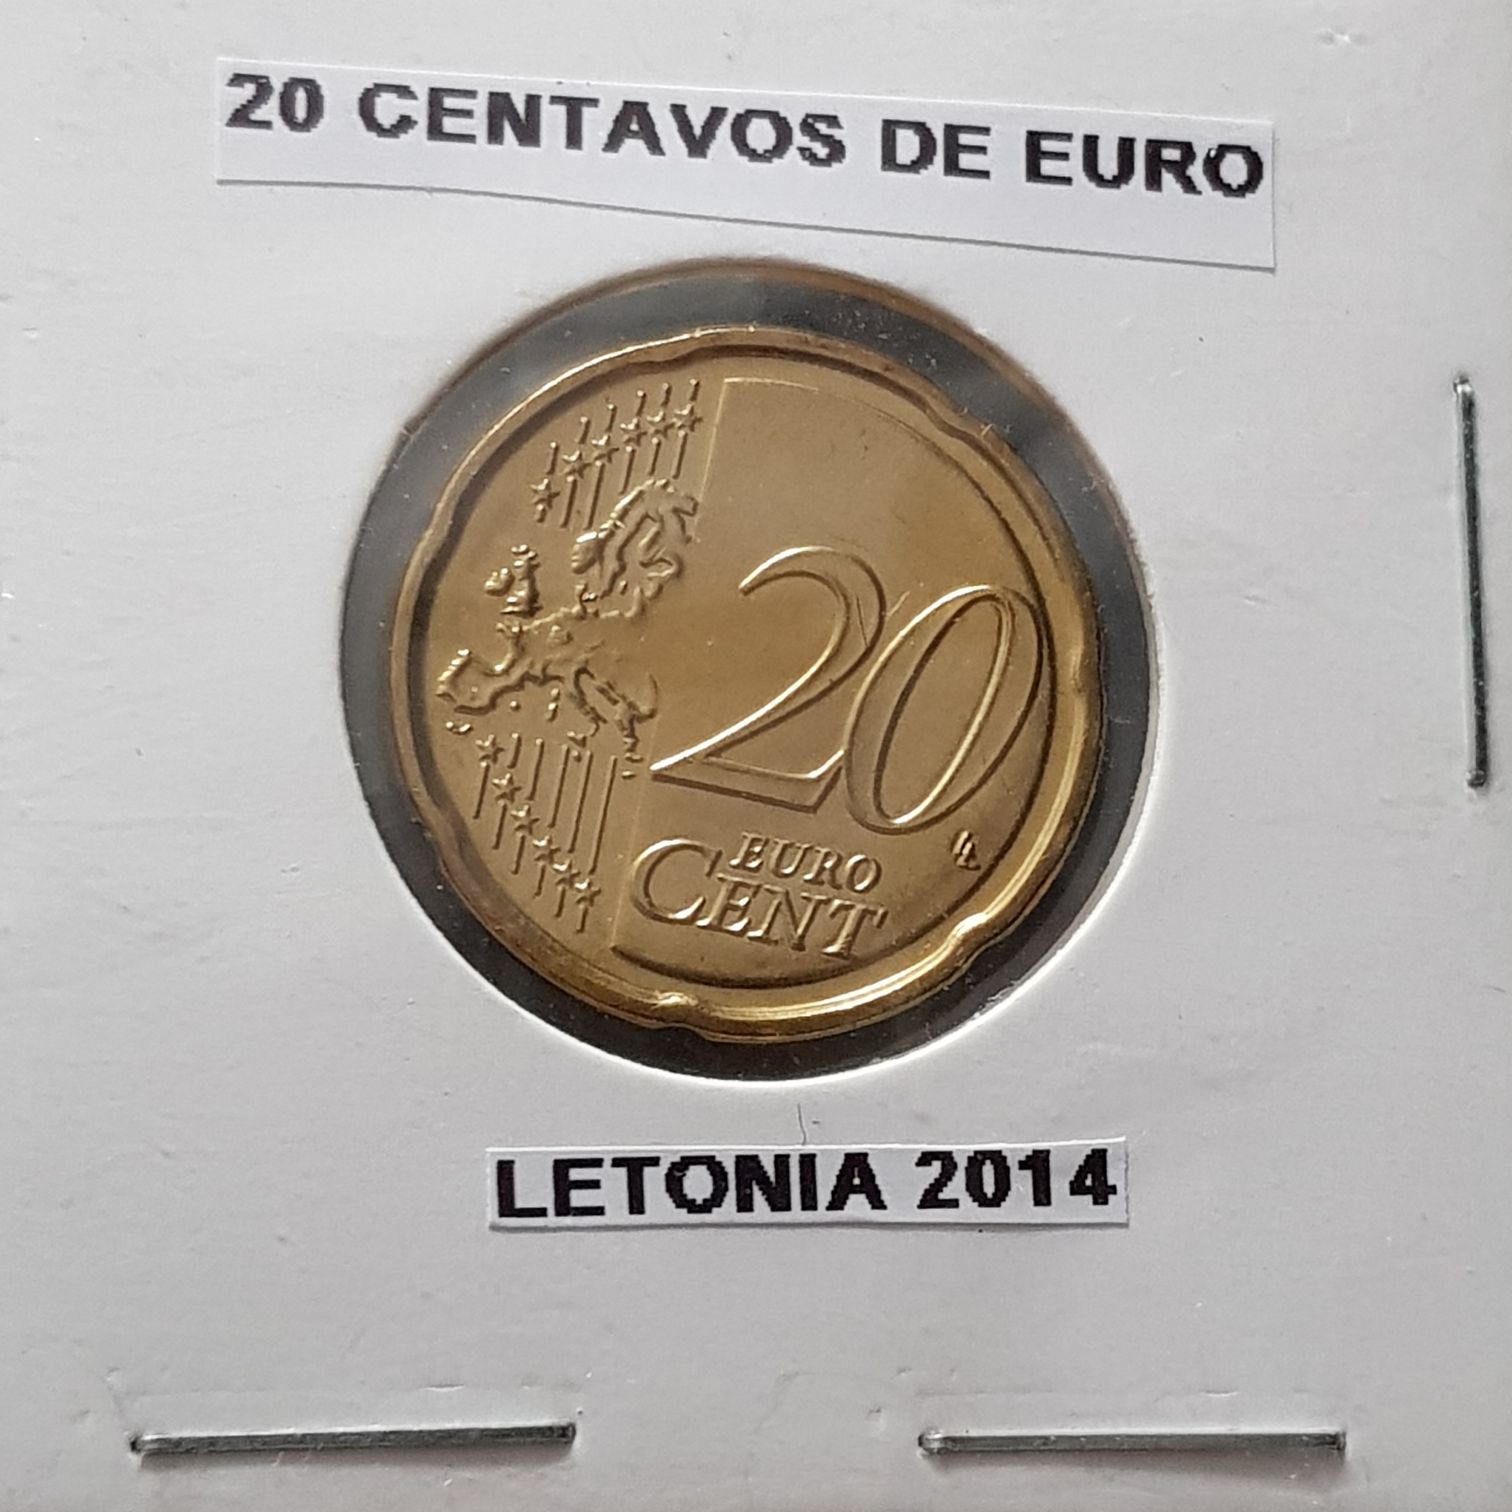 20 CENTAVOS DE EURO
20
EURO
CENT
LETONIA 2014